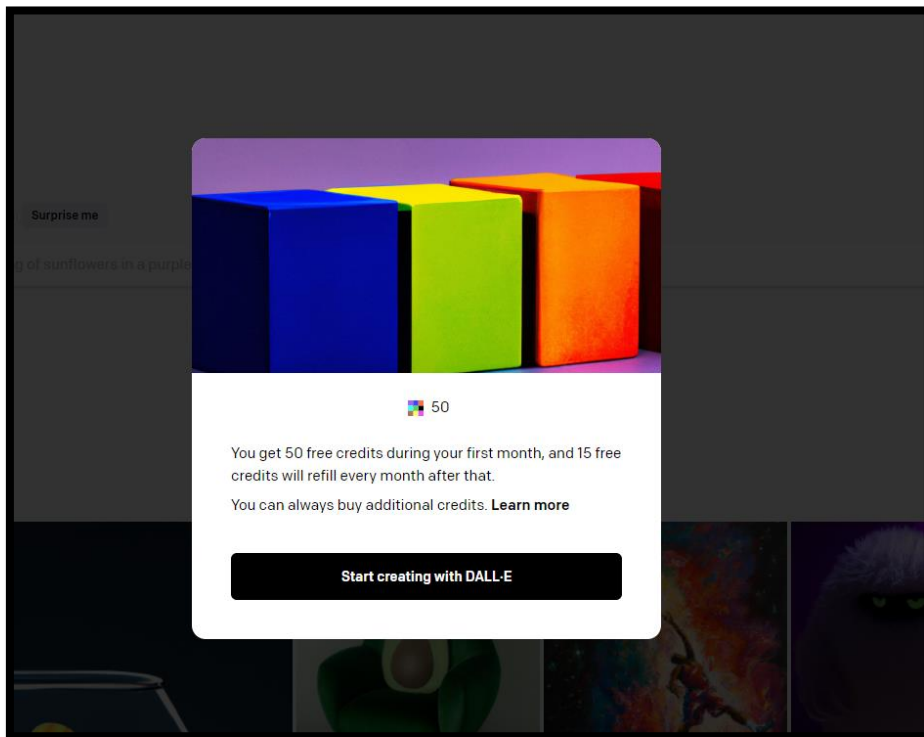 Surprise me
g of sunflowers in a purple
50
You get 50 free credits during your first month, and 15 free
credits will refill every month after that.
You can always buy additional credits. Learn more
Start creating with DALL·E